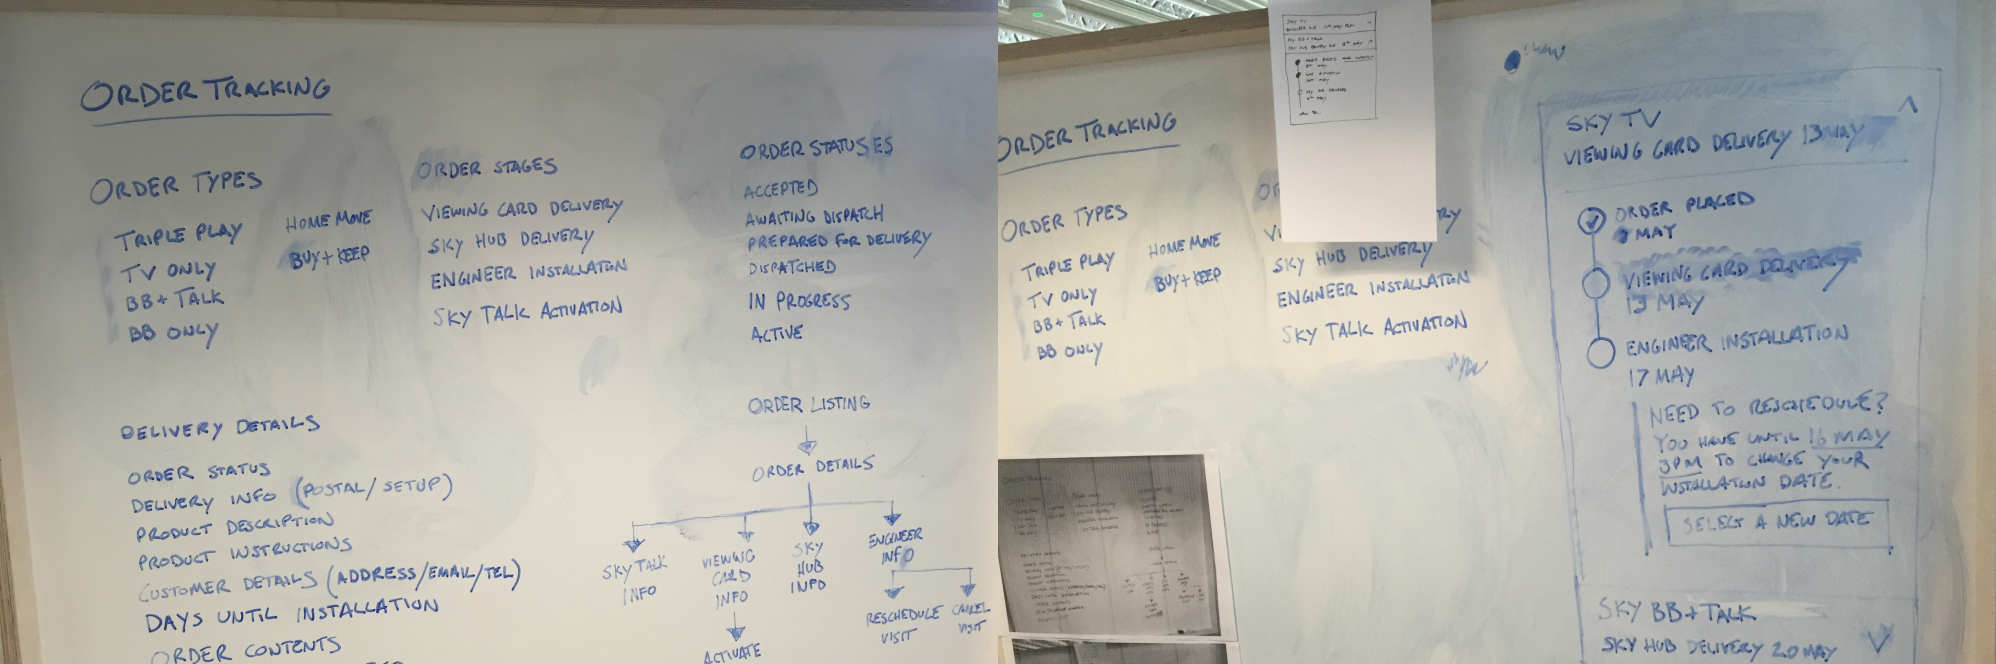 ORDER TRACKING
ORDER TYPES
TRIPLE PLAY
TV ONLY
BB + TALK
BB ONLY
HOME MOVE
BUY + KEEP
ORDER STAGES
VIEWING CARD DELIVERY
SKY HUB DELIVERY
ENGINEER INSTALLATION
SKY TALK ACTIVATION
ORDER STATUSES
ACCEPTED
AWAITING DISPATCH
PREPARED FOR DELIVERY
DISPATCHED
IN PROGRESS
ACTIVE
DELIVERY DETAILS
ORDER STATUS
DELIVERY INFO (POSTAL/SETUP)
PRODUCT DESCRIPTION
PRODUCT INSTRUCTIONS
CUSTOMER DETAILS (ADDRESS/EMAIL/TEL)
DAYS UNTIL INSTALLATION
ORDER CONTENTS
ORDER LISTING
ORDER DETAILS
SKY TALK
INFO
VIEWING
CARD
INFO
ACTIVATE
SKY
HUB
INFO
ENGINEER
INFO
RESCHEDULE
VISIT
CANCEL
VISIT
ORDER TRACKING
ORDER TYPES
TRIPLE PLAY
TV ONLY
BB + TALK
BB ONLY
HOME MOVE
BUY + KEEP
SKY HUB DELIVERY
ENGINEER INSTALLATION
SKY TALK ACTIVATION
SKY TV
SKY TV
VIEWING CARD DELIVERY 13 MAY
ORDER PLACED
MAY
VIEWING CARD DELIVERY
13 MAY
ENGINEER INSTALLATION
17 MAY
NEED TO RESCHEDULE?
YOU HAVE UNTIL 16 MAY
3PM TO CHANGE YOUR
INSTALLATION DATE.
SELECT A NEW DATE
SKY BB + TALK
SKY HUB DELIVERY 20 MAY